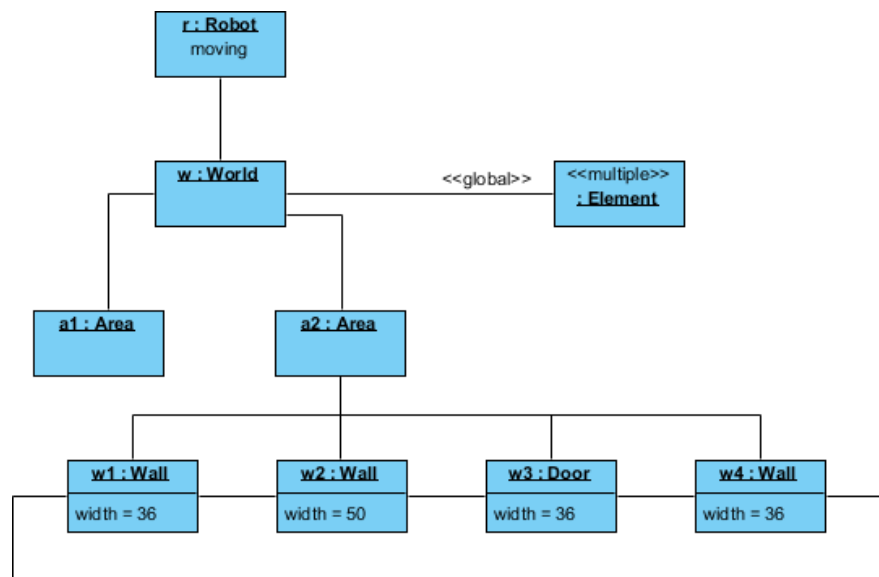 r : Robot
moving
w : World
<<global>>
<<multiple>>
: Element
a1 : Area
a2 : Area
w1 : Wall
width = 36
w2 : Wall
width = 50
w3 : Door
width = 36
w4 : Wall
width = 36